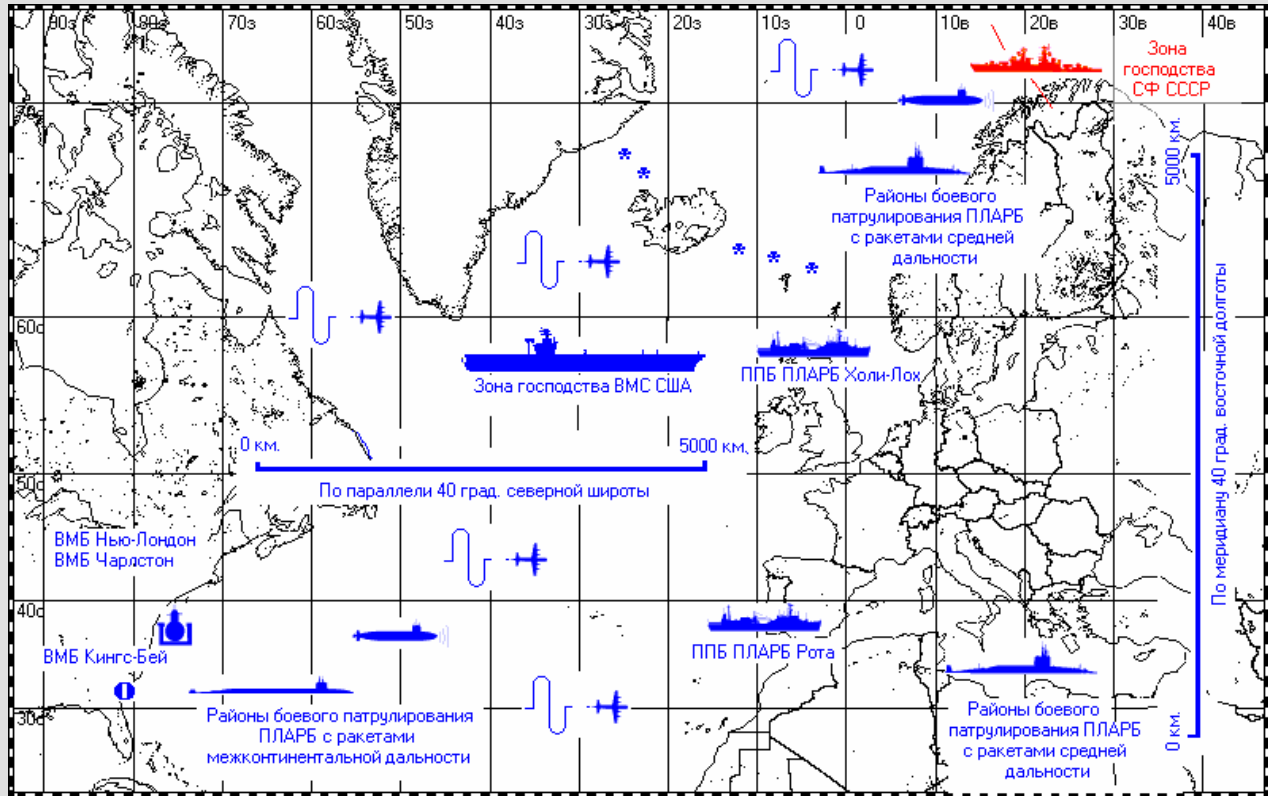 80з 70з 60з 50з 40з 30з 20з 10з 0 10в 20в 30в 40в
Зона
господства
СФ СССР
70с
5000 км.
Районы боевого
патрулирования ПЛАРБ
с ракетами средней
дальности
По меридиану 40 град. восточной долготы
60с
Зона господства ВМС США
ППБ ПЛАРБ Холи-Лох
0 км.
5000 км.
50с
По параллели 40 град. северной широты
ВМБ Нью-Лондон
ВМБ Чарлстон
40с
ВМБ Кингс-Бей
ППБ ПЛАРБ Рота
30с
Районы боевого патрулирования
ПЛАРБ с ракетами
межконтинентальной дальности
Районы боевого
патрулирования ПЛАРБ
с ракетами средней
дальности
0 км.